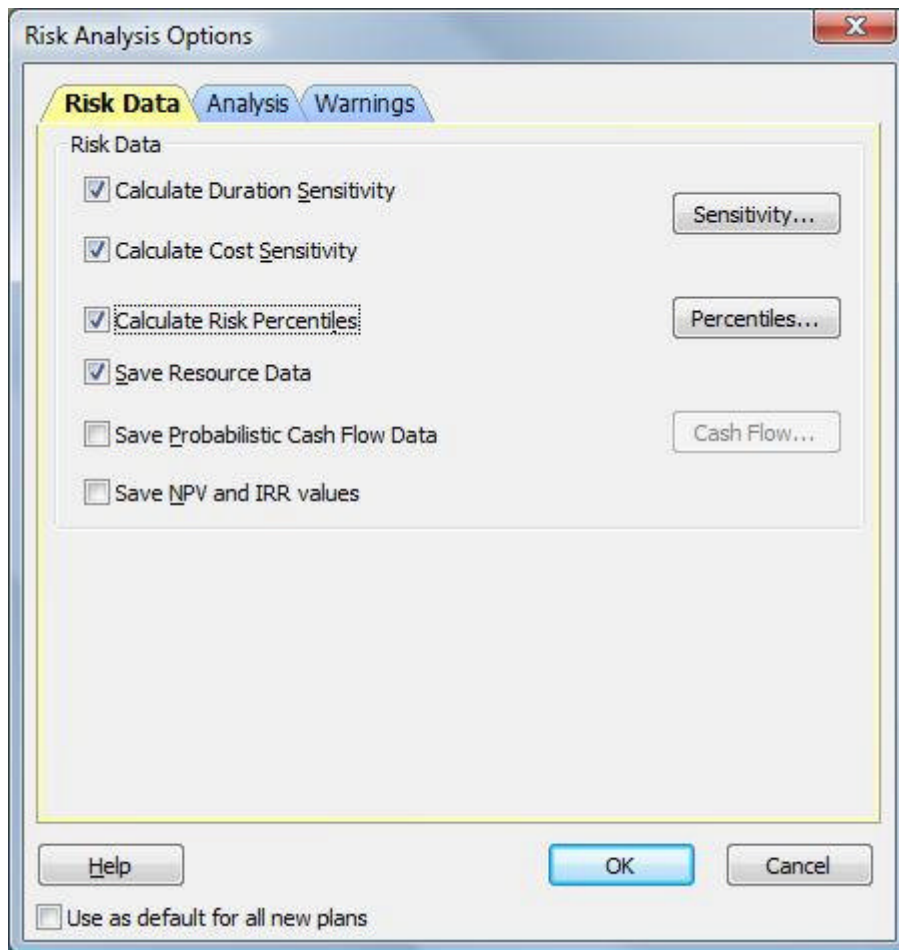 Risk Analysis Options
Risk Data Analysis Warnings
Risk Data
Calculate Duration Sensitivity
Sensitivity...
Calculate Cost Sensitivity
Calculate Risk Percentiles
Percentiles...
Save Resource Data
Save Probabilistic Cash Flow Data
Cash Flow...
Save NPV and IRR values
Help OK Cancel
Use as default for all new plans